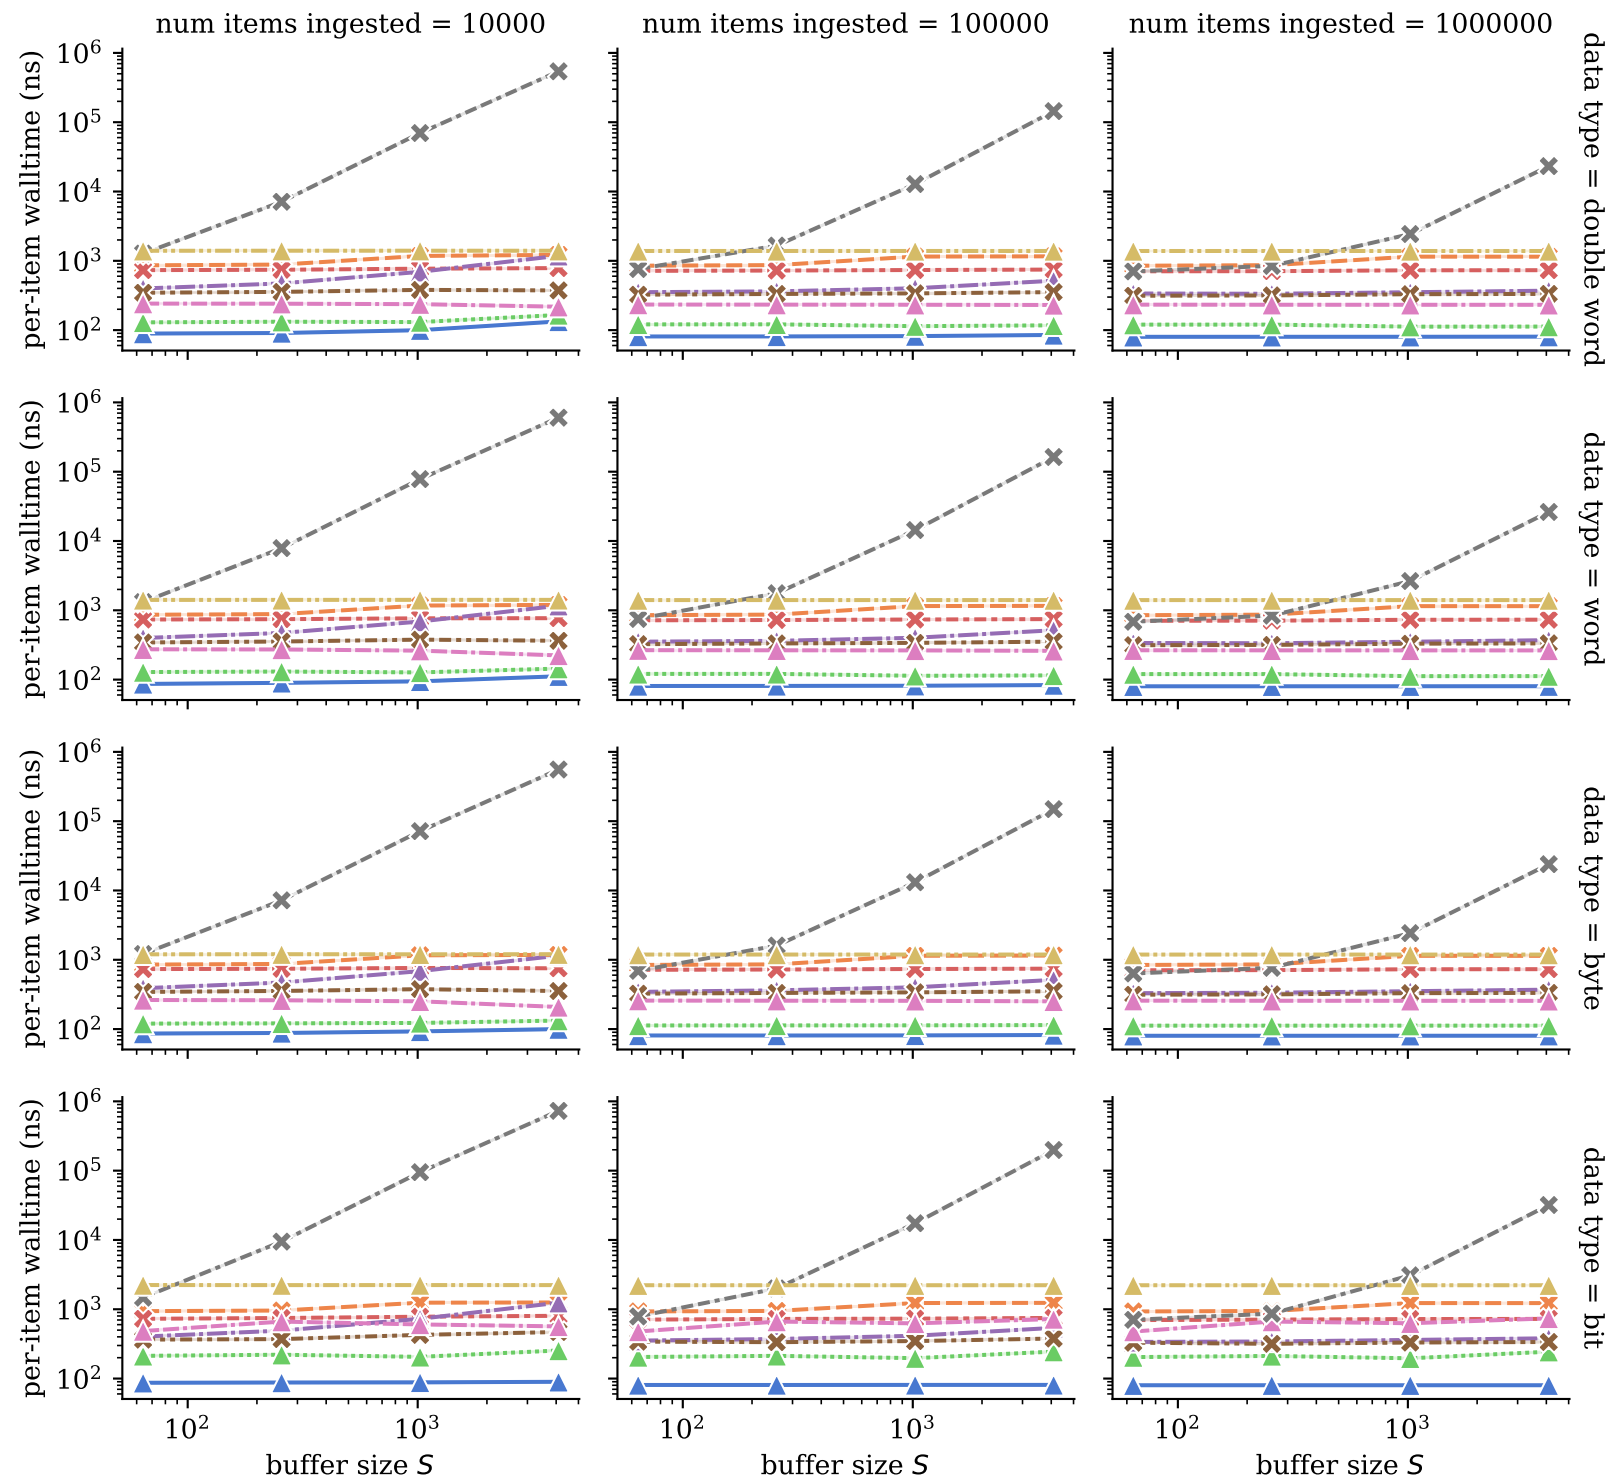 num items ingested = 10000
num items ingested = 100000
num items ingested = 1000000
per-item walltime (ns)
10⁶
10⁵
10⁴
10³
10²
data type = double word
per-item walltime (ns)
10⁶
10⁵
10⁴
10³
10²
data type = word
per-item walltime (ns)
10⁶
10⁵
10⁴
10³
10²
data type = byte
per-item walltime (ns)
10⁶
10⁵
10⁴
10³
10²
data type = bit
10² 10³
10² 10³
10² 10³
buffer size S
buffer size S
buffer size S